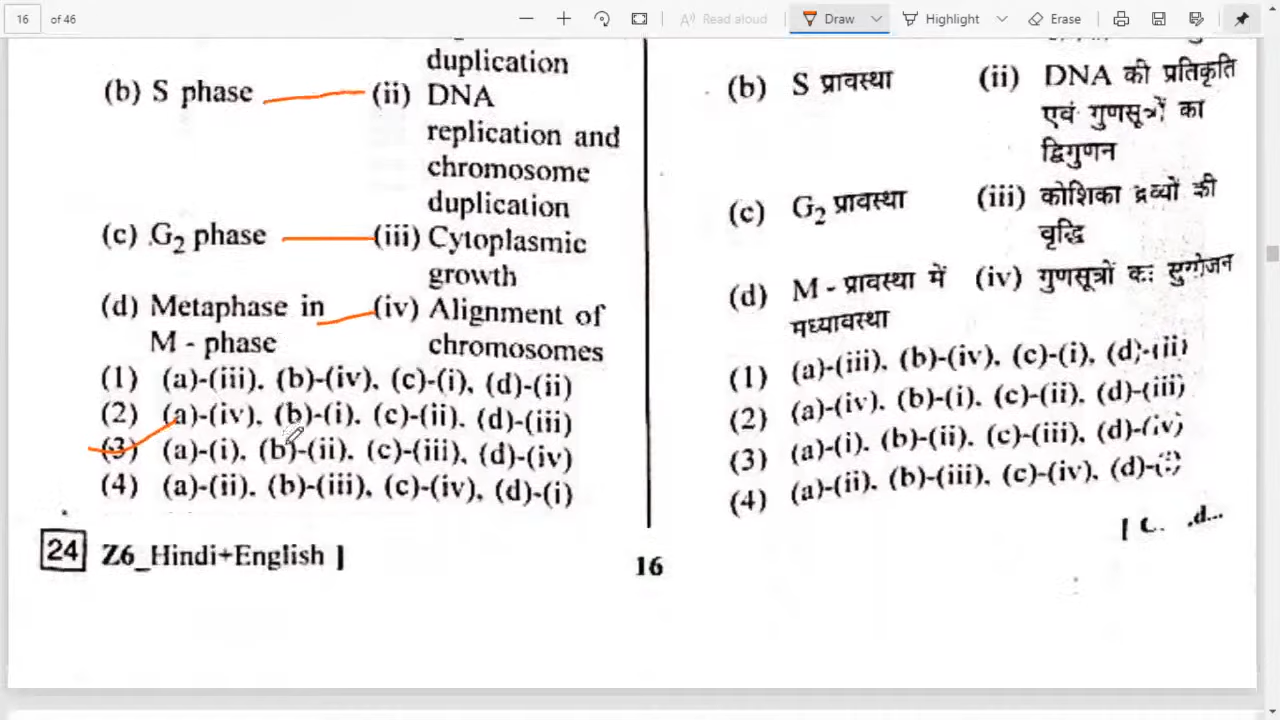 16 of 46 Read aloud Draw Highlight Erase
duplication
(b) S phase (ii) DNA
replication and
chromosome
duplication
(c) G₂ phase (iii) Cytoplasmic
growth
(d) Metaphase in (iv) Alignment of
M - phase chromosomes
(1) (a)-(iii). (b)-(iv), (c)-(i), (d)-(ii)
(2) (a)-(iv), (b)-(i). (c)-(ii). (d)-(iii)
(3) (a)-(i). (b)-(ii). (c)-(iii), (d)-(iv)
(4) (a)-(ii). (b)-(iii), (c)-(iv), (d)-(i)
24 Z6_Hindi+English ]
16
(b) S प्रावस्था (ii) DNA की प्रतिकृति
एवं गुणसूत्रों का
द्विगुणन
(c) G₂ प्रावस्था (iii) कोशिका द्रव्यों की
वृद्धि
(d) M - प्रावस्था में (iv) गुणसूत्रों
मध्यावस्था
(1) (a)-(iii), (b)-(iv), (c)-(i), (d)-(ii)
(2) (a)-(iv), (b)-(i), (c)-(ii), (d)-(iii)
(3) (a)-(i). (b)-(ii). (c)-(iii), (d)-(iv)
(4) (a)-(ii). (b)-(iii), (c)-(iv),